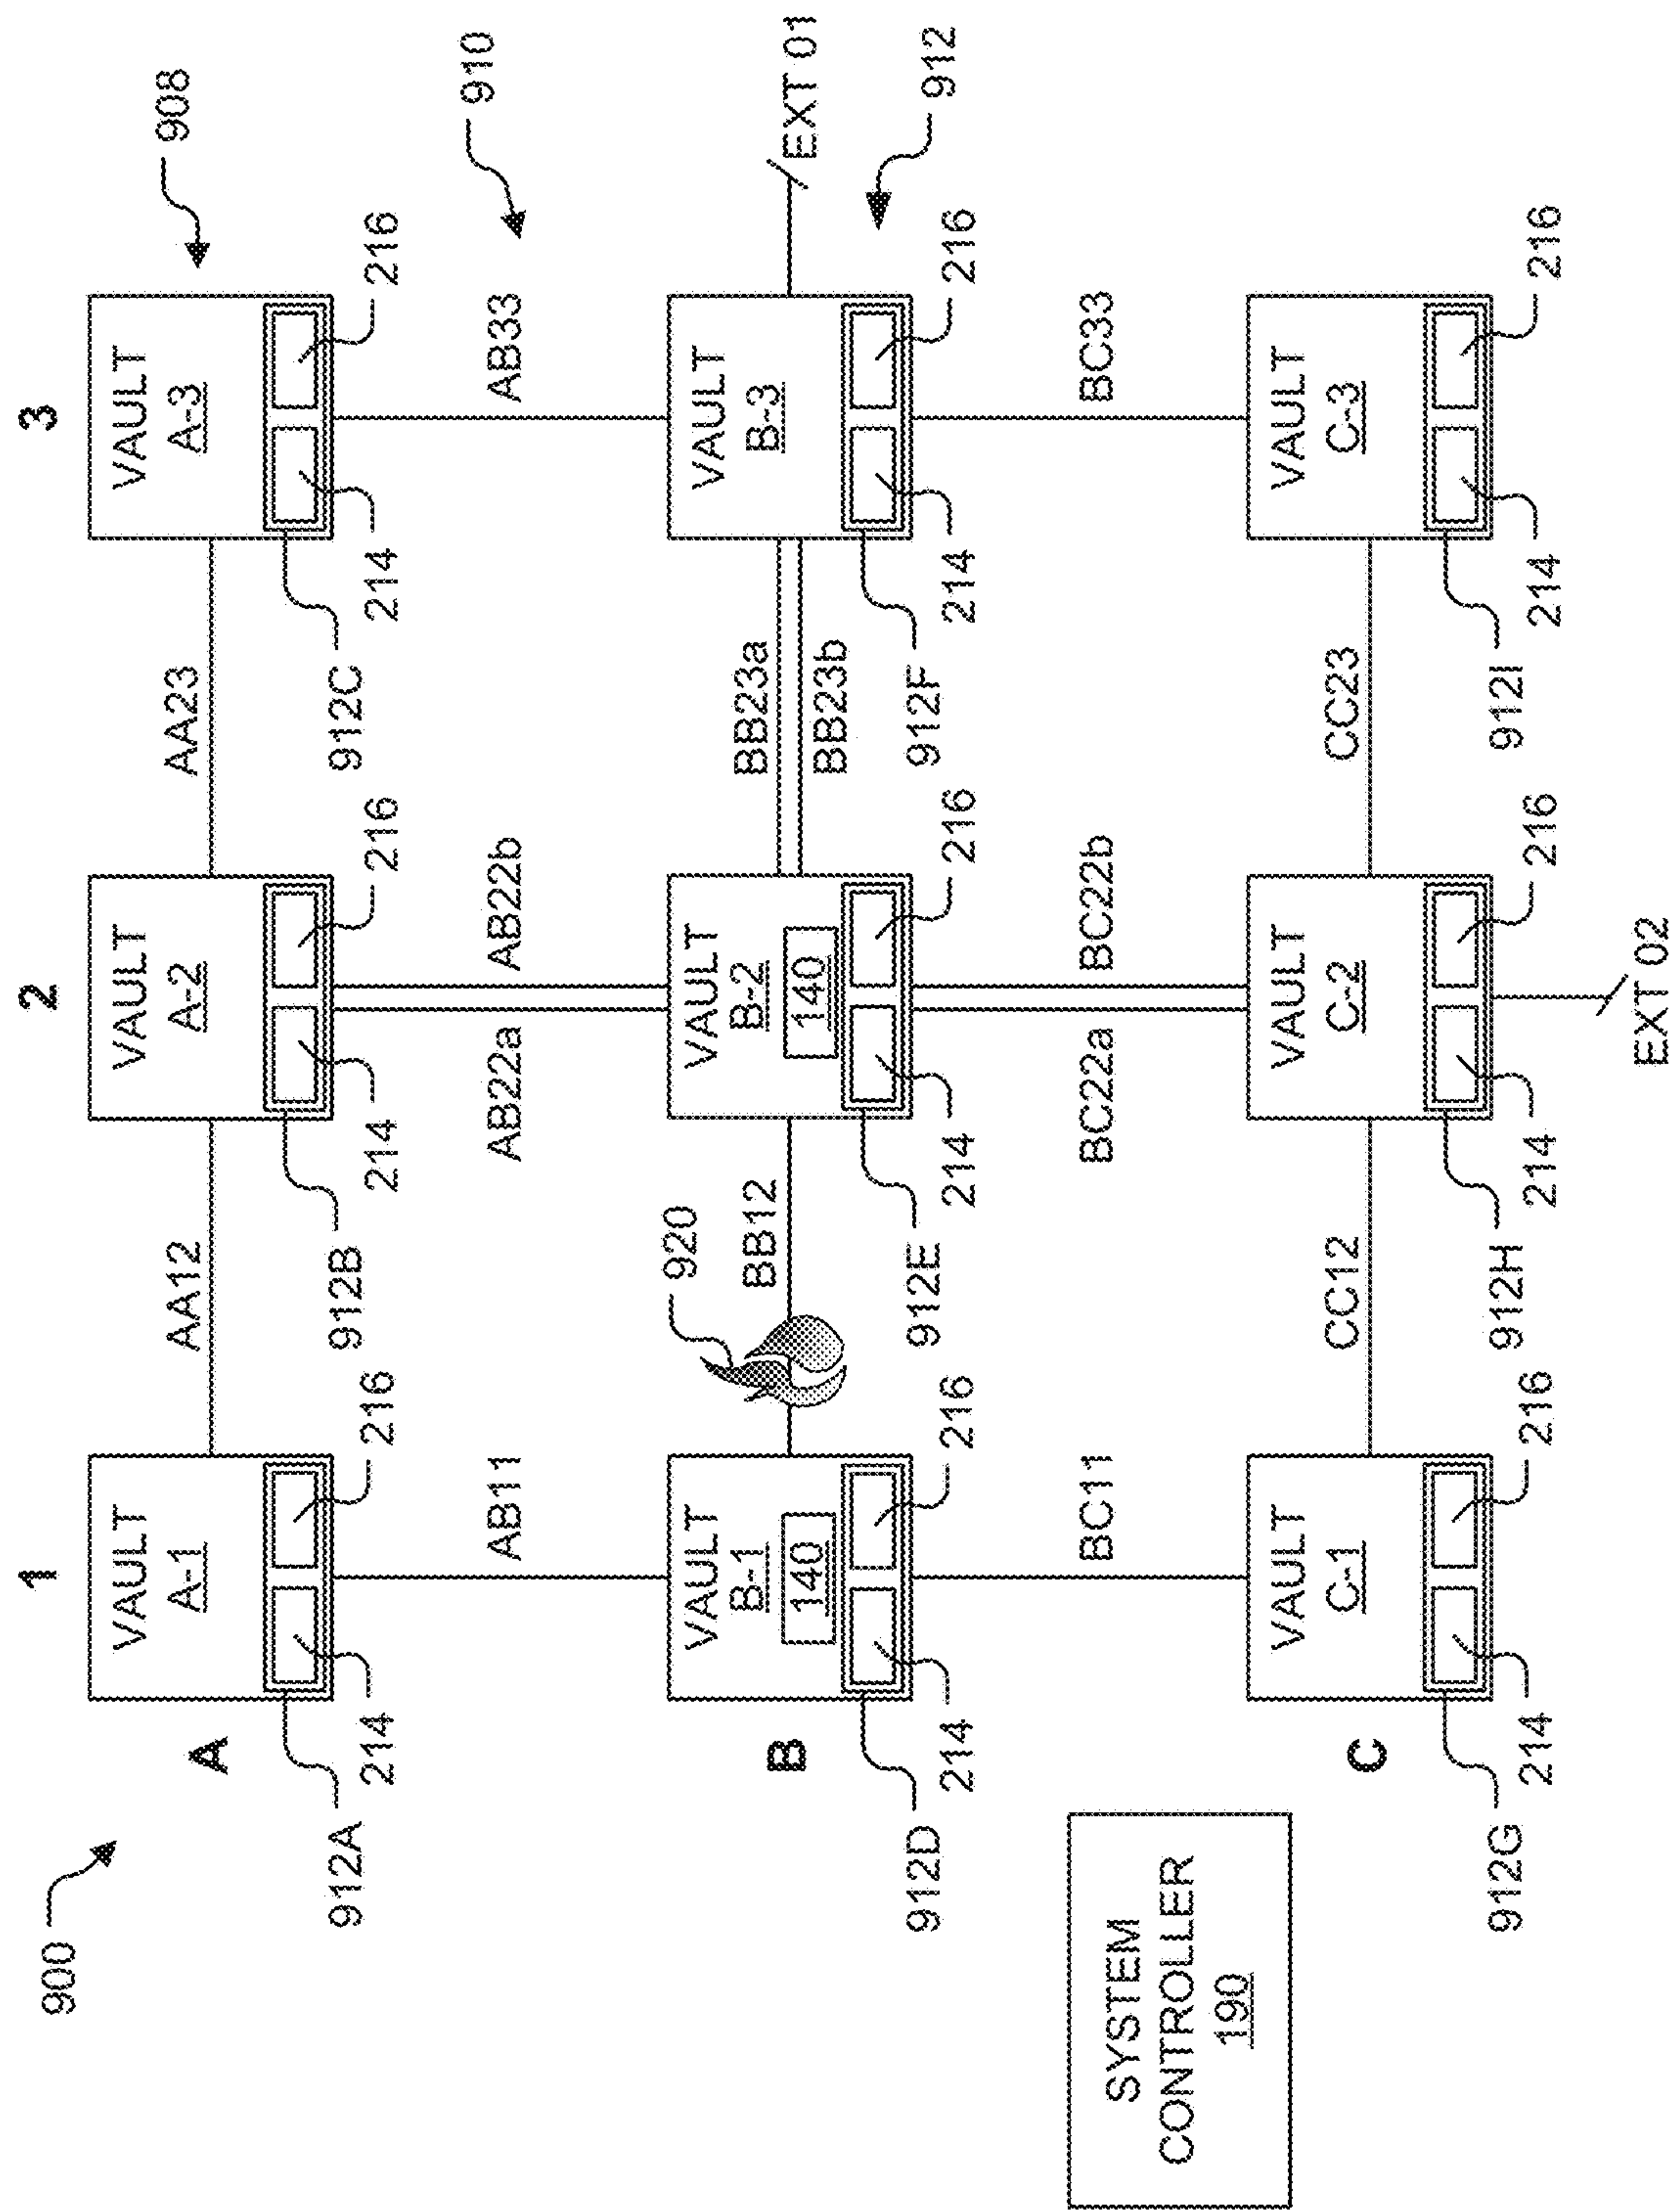 900
1
2
3
908
A
VAULT
A-1
VAULT
A-2
VAULT
A-3
AA12
AA23
912A
214
216
912B
214
216
912C
214
216
910
AB11
AB22a
AB22b
AB33
B
VAULT
B-1
140
VAULT
B-2
140
VAULT
B-3
920
BB12
BB23a
BB23b
EXT 01
912D
214
216
912E
214
216
912F
214
216
912
BC11
BC22a
BC22b
BC33
C
VAULT
C-1
VAULT
C-2
VAULT
C-3
CC12
CC23
912G
214
216
912H
214
216
912I
214
216
EXT 02
SYSTEM
CONTROLLER
190